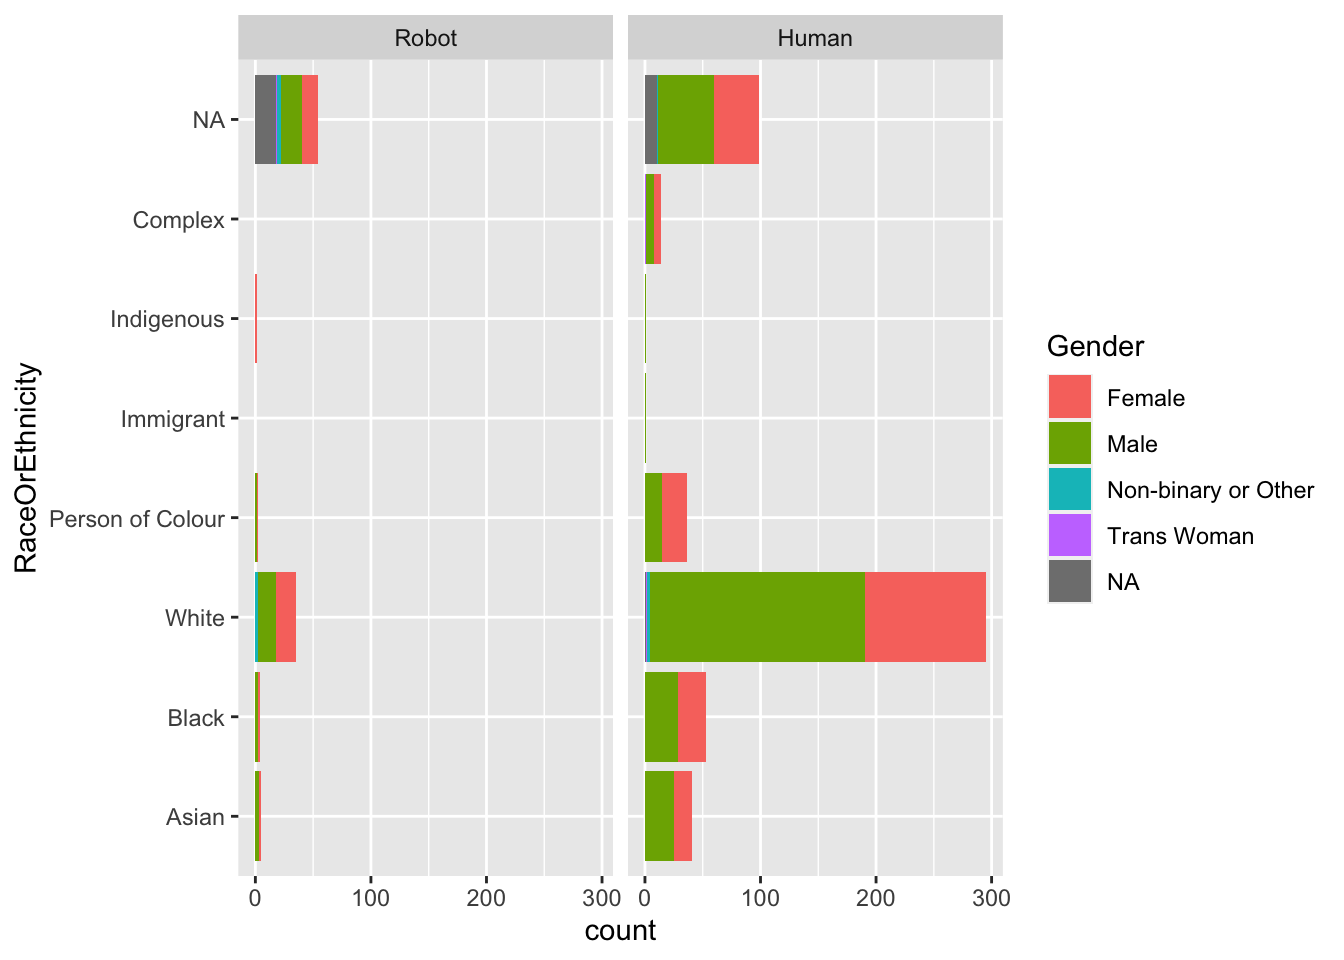 Robot
Human
NA
Complex
Indigenous
Immigrant
Person of Colour
White
Black
Asian
RaceOrEthnicity
0 100 200 300
0 100 200 300
count
Gender
Female
Male
Non-binary or Other
Trans Woman
NA